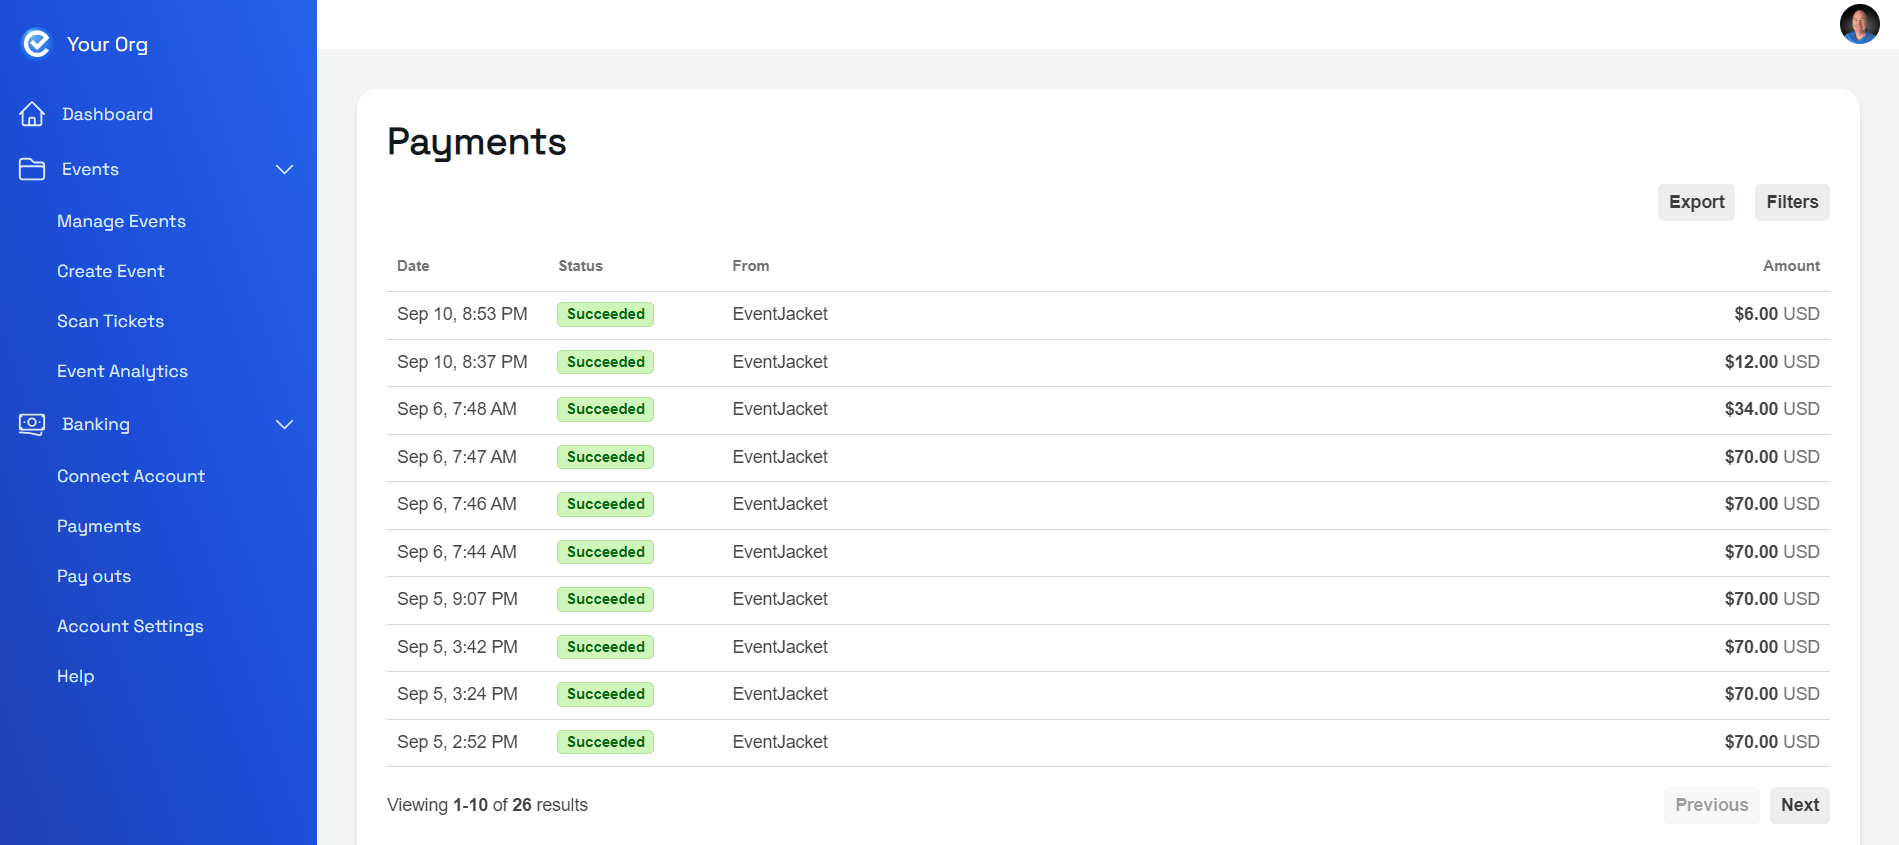 Your Org
Dashboard
Events
Manage Events
Create Event
Scan Tickets
Event Analytics
Banking
Connect Account
Payments
Pay outs
Account Settings
Help
Payments
Export Filters
Date Status From Amount
Sep 10, 8:53 PM Succeeded EventJacket $6.00 USD
Sep 10, 8:37 PM Succeeded EventJacket $12.00 USD
Sep 6, 7:48 AM Succeeded EventJacket $34.00 USD
Sep 6, 7:47 AM Succeeded EventJacket $70.00 USD
Sep 6, 7:46 AM Succeeded EventJacket $70.00 USD
Sep 6, 7:44 AM Succeeded EventJacket $70.00 USD
Sep 5, 9:07 PM Succeeded EventJacket $70.00 USD
Sep 5, 3:42 PM Succeeded EventJacket $70.00 USD
Sep 5, 3:24 PM Succeeded EventJacket $70.00 USD
Sep 5, 2:52 PM Succeeded EventJacket $70.00 USD
Viewing 1-10 of 26 results Previous Next